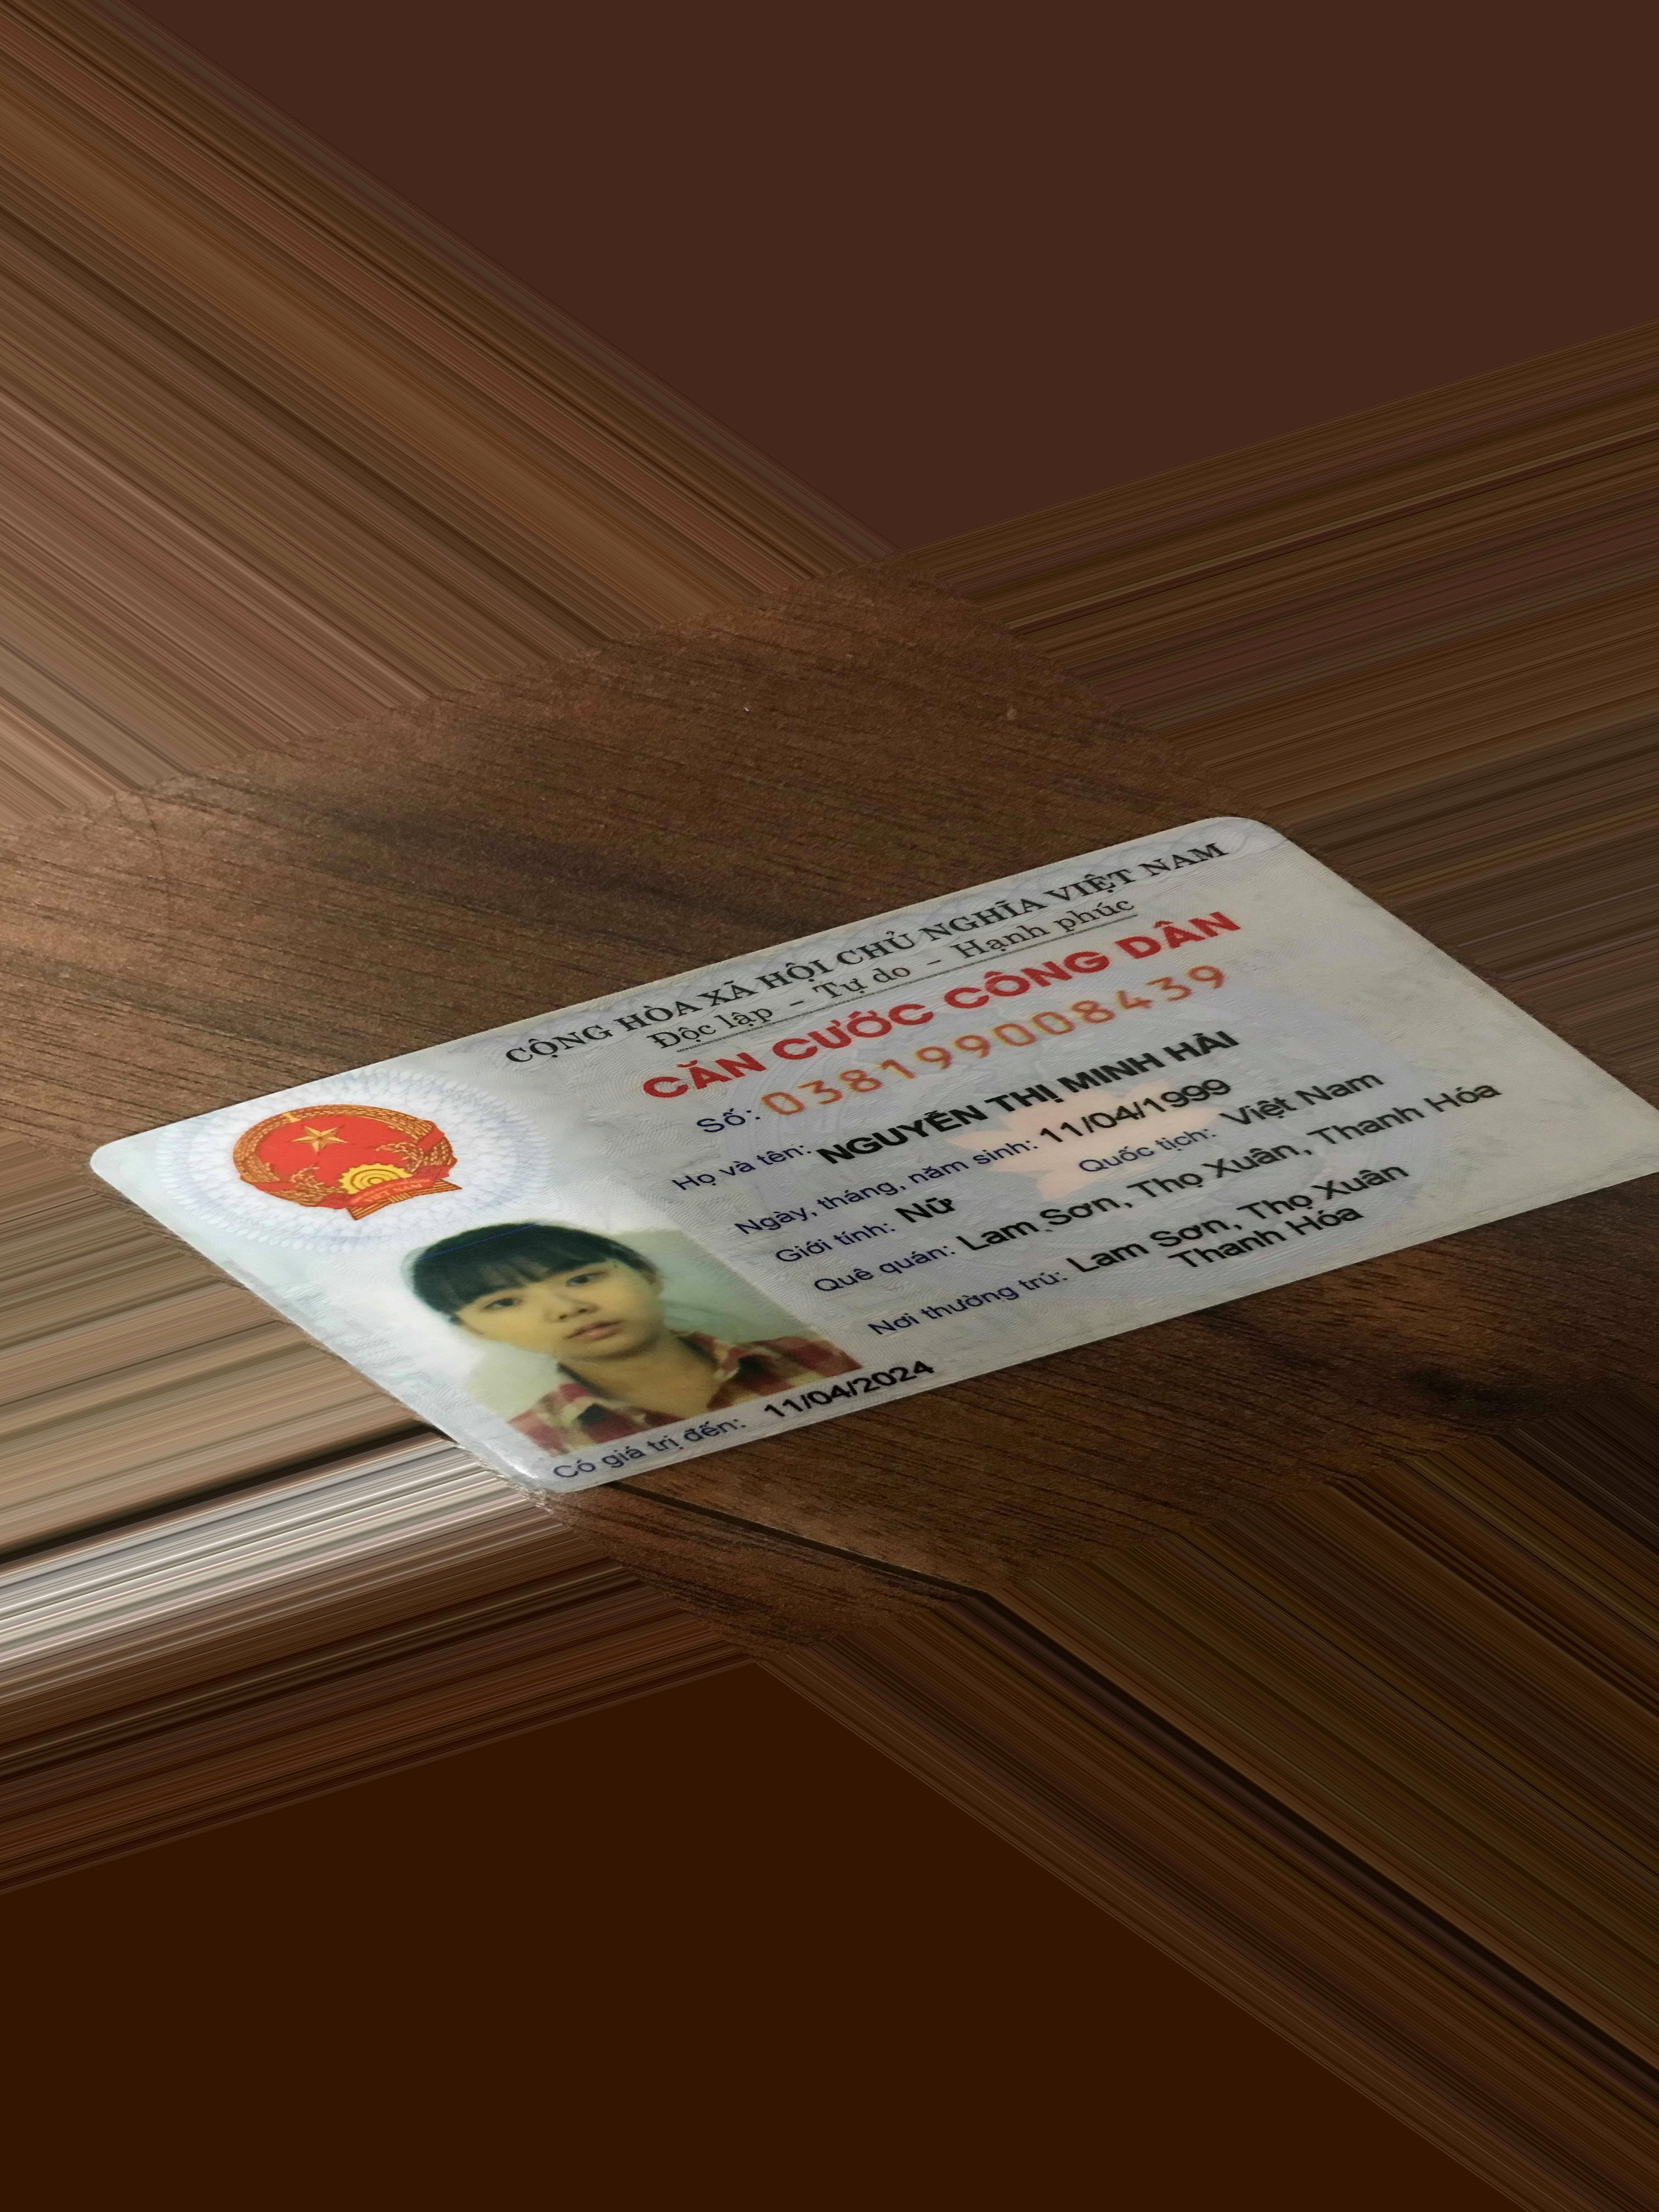 CỘNG HÒA XÃ HỘI CHỦ NGHĨA VIỆT NAM
Độc lập - Tự do - Hạnh phúc
CĂN CƯỚC CÔNG DÂN
Số: 038199008439
Họ và tên: NGUYỄN THỊ MINH HẢI
Ngày, tháng, năm sinh: 11/04/1999
Giới tính: Nữ Quốc tịch: Việt Nam
Quê quán: Lam Sơn, Thọ Xuân, Thanh Hóa
Nơi thường trú: Lam Sơn, Thọ Xuân
Thanh Hóa
Có giá trị đến: 11/04/2024